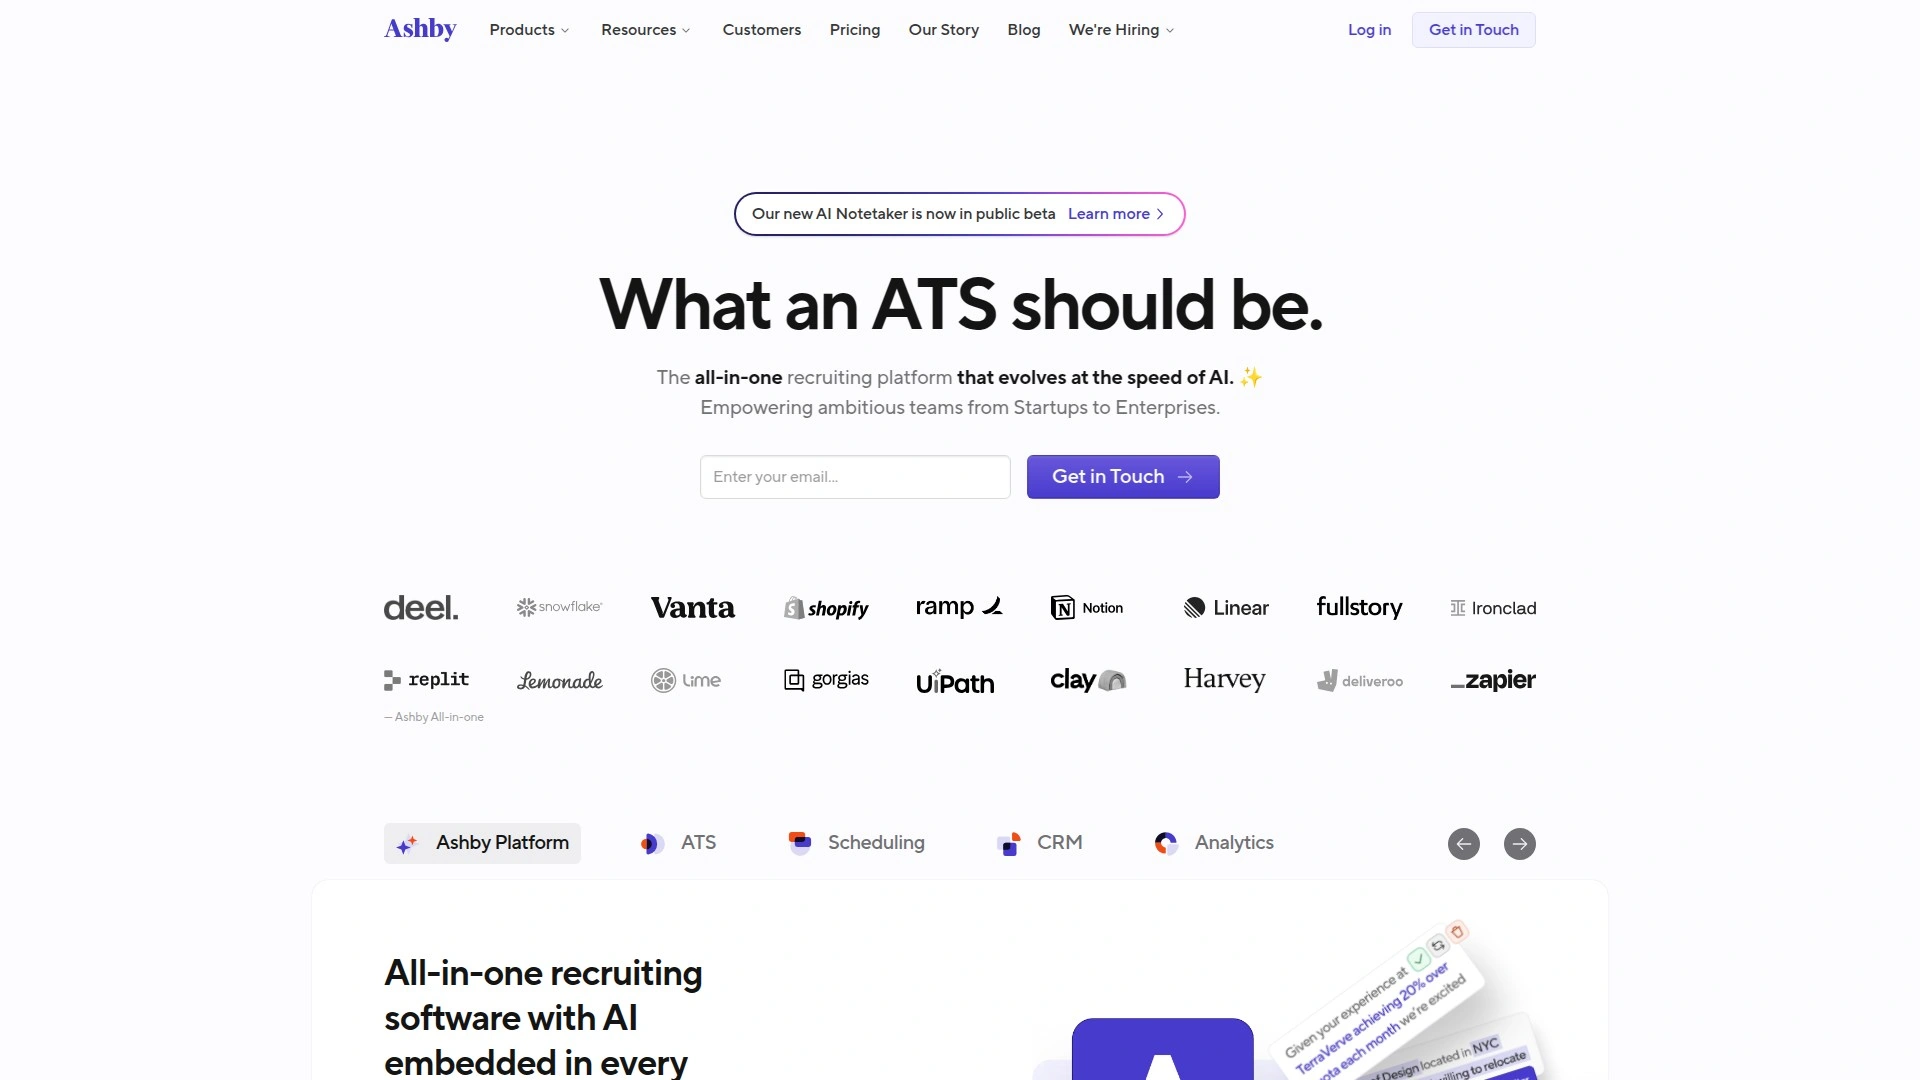 Ashby Products Resources Customers Pricing Our Story Blog We're Hiring Log in Get in Touch
Our new AI Notetaker is now in public beta Learn more
What an ATS should be.
The all-in-one recruiting platform that evolves at the speed of AI. ✨
Empowering ambitious teams from Startups to Enterprises.
Enter your email... Get in Touch →
deel. snowflake Vanta shopify ramp Notion Linear fullstory Ironclad
replit Lemonade Lime gorgias UiPath clay Harvey deliveroo _zapier
— Ashby All-in-one
Ashby Platform ATS Scheduling CRM Analytics
All-in-one recruiting
software with AI
embedded in every
Given your experience at
TerraVerve achieving 20% over
each month we're excited
of Design located in NYC
willing to relocate